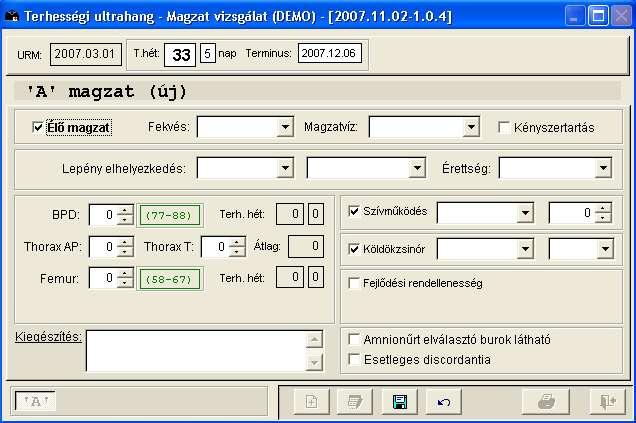 Terhességi ultrahang - Magzat vizsgálat (DEMO) - [2007.11.02-1.0.4]
URM: 2007.03.01 T.hét: 33 5 nap Terminus: 2007.12.06
'A' magzat (új)
Élő magzat Fekvés: Magzatvíz: Kényszertartás
Lepény elhelyezkedés: Érettség:
BPD: 0 (77-88) Terh. hét: 0 0
Szívműködés 0
Thorax AP: 0 Thorax T: 0 Átlag: 0
Köldökzsinór
Femur: 0 (58-67) Terh. hét: 0 0
Fejlődési rendellenesség
Kiegészítés:
Amnionűrt elválasztó burok látható
Esetleges discordantia
'A'